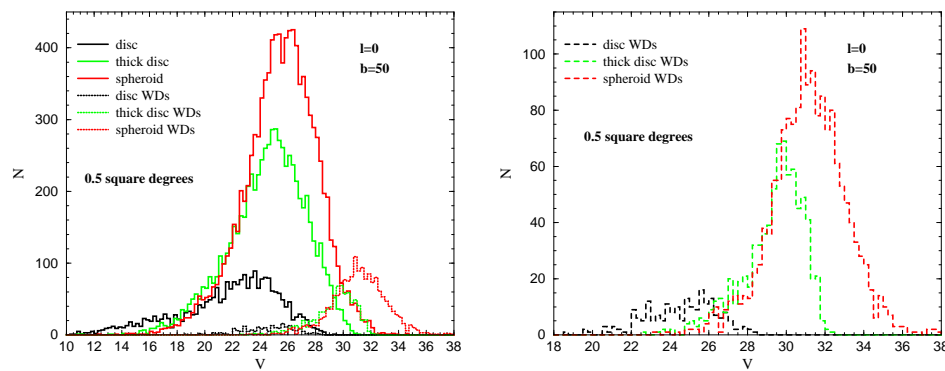 400
300
200
100
0
N
disc
thick disc
spheroid
disc WDs
thick disc WDs
spheroid WDs
l=0
b=50
0.5 square degrees
10 12 14 16 18 20 22 24 26 28 30 32 34 36 38
V
100
80
60
40
20
0
N
disc WDs
thick disc WDs
spheroid WDs
l=0
b=50
0.5 square degrees
18 20 22 24 26 28 30 32 34 36 38
V